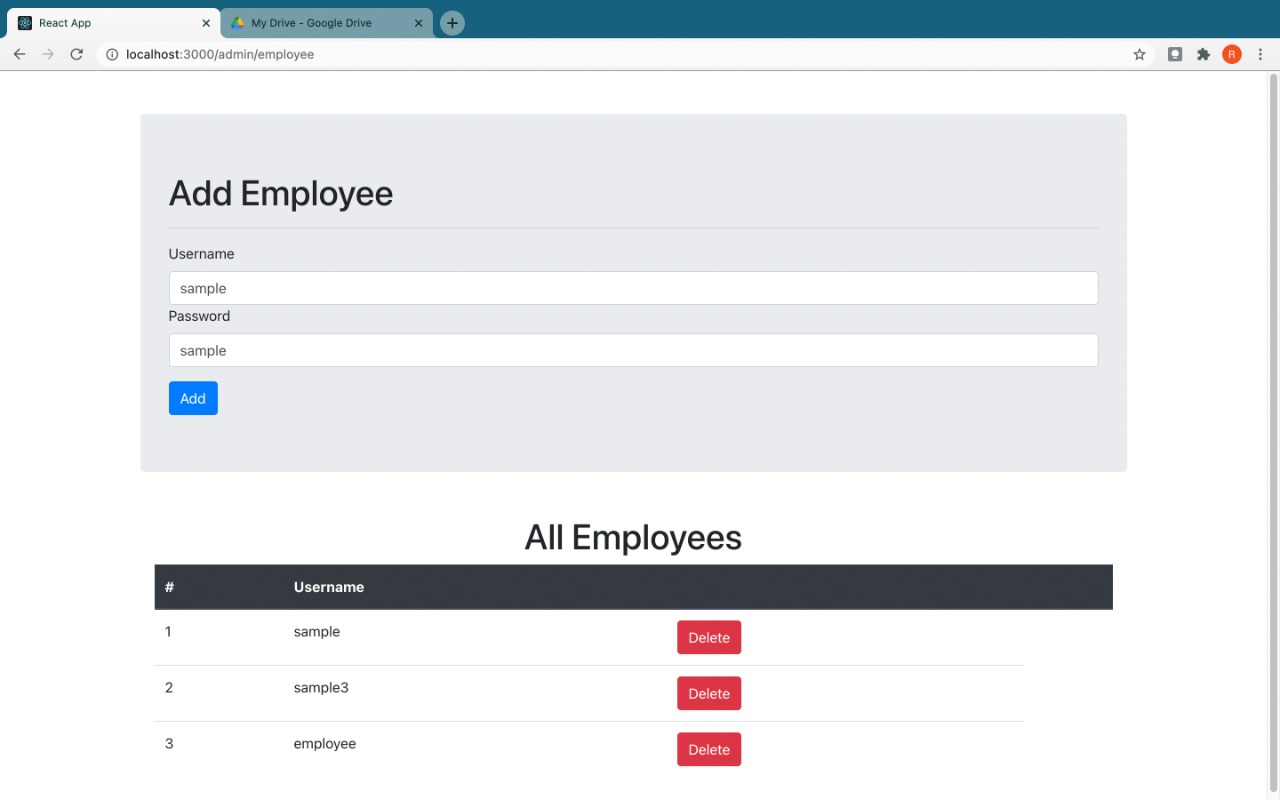 React App
My Drive - Google Drive
localhost:3000/admin/employee
R
Add Employee
Username
sample
Password
sample
Add
All Employees
# Username
1 sample Delete
2 sample3 Delete
3 employee Delete